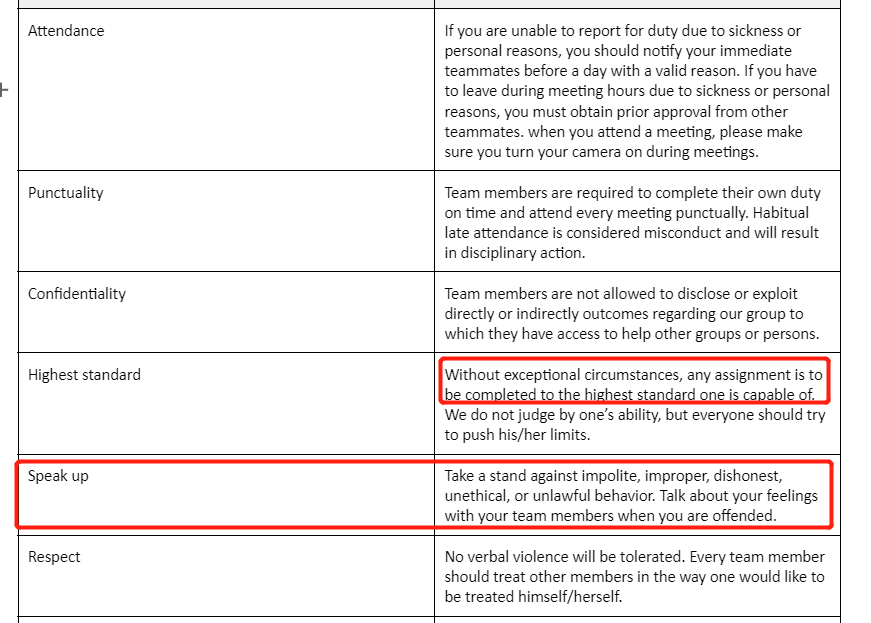 Attendance
If you are unable to report for duty due to sickness or
personal reasons, you should notify your immediate
teammates before a day with a valid reason. If you have
to leave during meeting hours due to sickness or personal
reasons, you must obtain prior approval from other
teammates. when you attend a meeting, please make
sure you turn your camera on during meetings.
Punctuality
Team members are required to complete their own duty
on time and attend every meeting punctually. Habitual
late attendance is considered misconduct and will result
in disciplinary action.
Confidentiality
Team members are not allowed to disclose or exploit
directly or indirectly outcomes regarding our group to
which they have access to help other groups or persons.
Highest standard
Without exceptional circumstances, any assignment is to
be completed to the highest standard one is capable of.
We do not judge by one’s ability, but everyone should try
to push his/her limits.
Speak up
Take a stand against impolite, improper, dishonest,
unethical, or unlawful behavior. Talk about your feelings
with your team members when you are offended.
Respect
No verbal violence will be tolerated. Every team member
should treat other members in the way one would like to
be treated himself/herself.